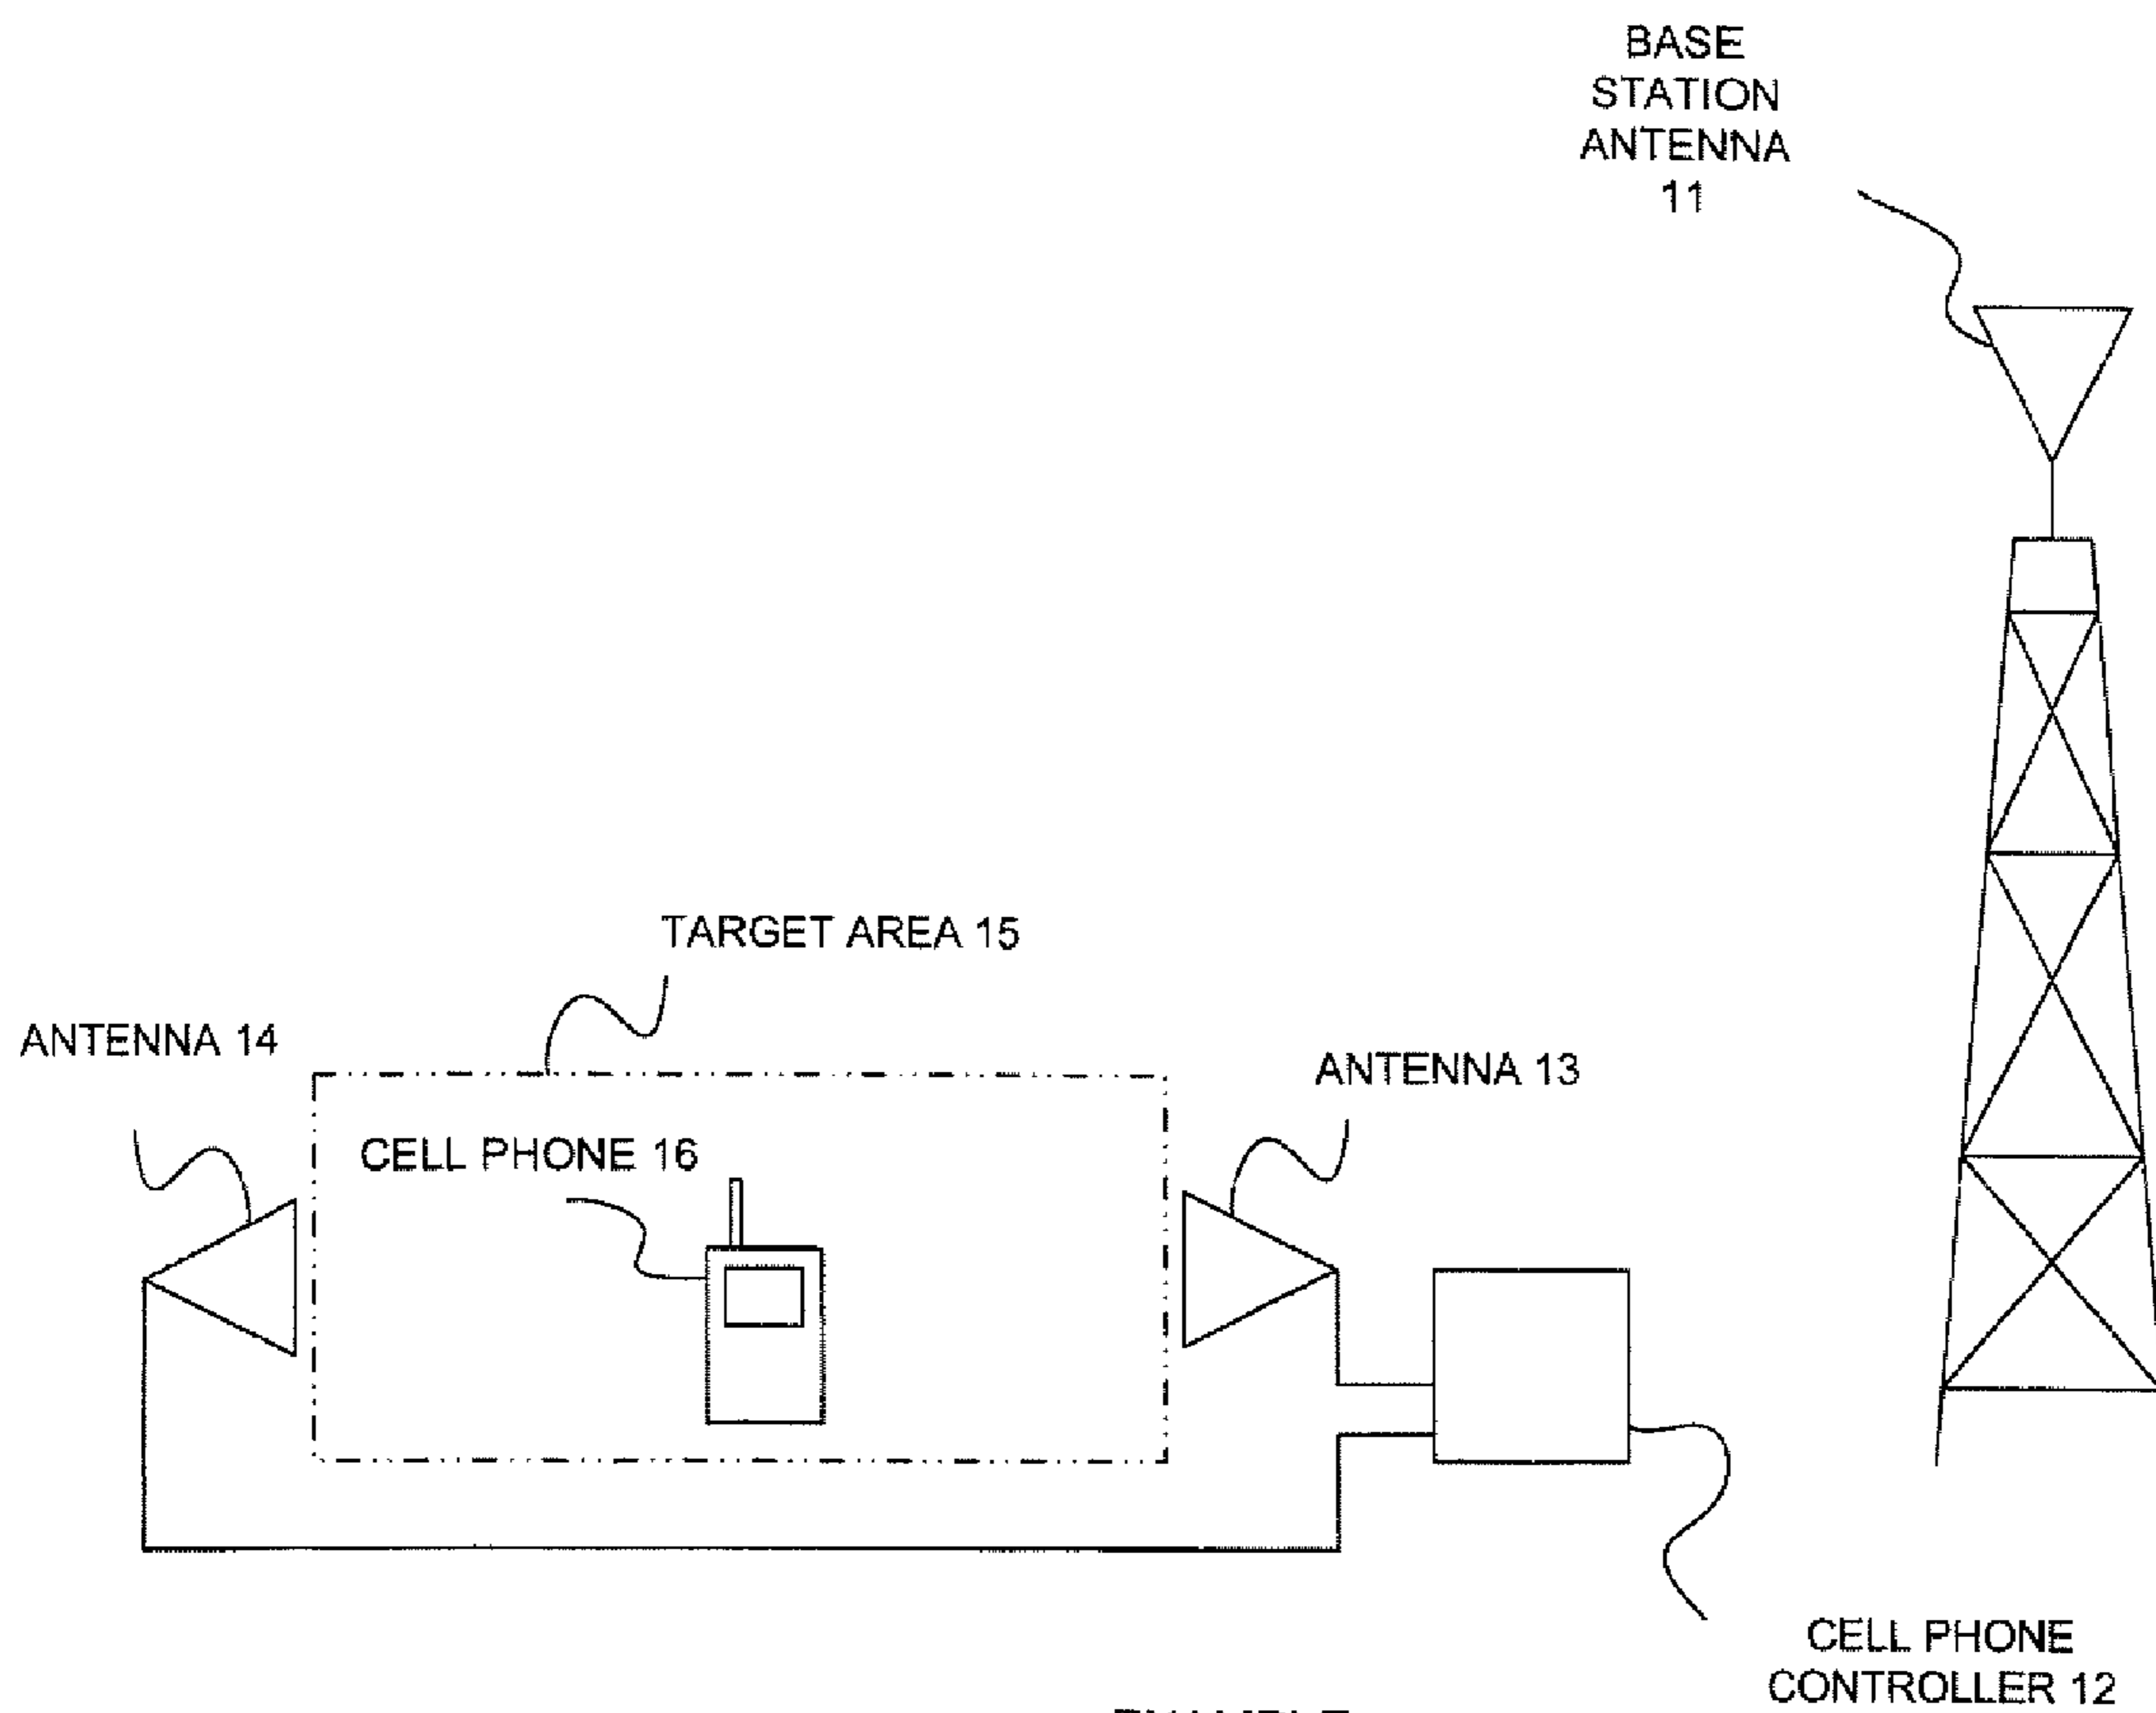 BASE
STATION
ANTENNA
11
TARGET AREA 15
ANTENNA 14
ANTENNA 13
CELL PHONE 16
CELL PHONE
CONTROLLER 12